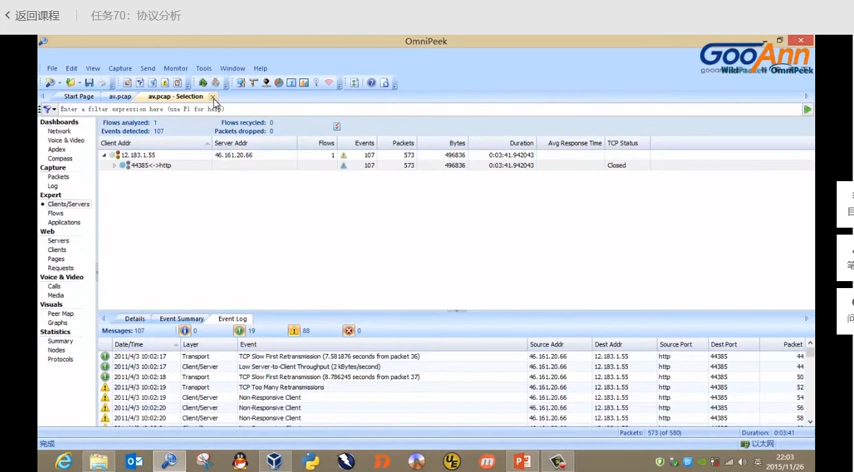 返回课程 任务70：协议分析
OmniPeek
File Edit View Capture Send Monitor Tools Window Help
GooAnn
WildPackets OmniPeek
Start Page av.pcap av.pcap - Selection
Enter a filter expression here (use F1 for help)
Dashboards
Network
Voice & Video
Apdex
Compass
Capture
Packets
Log
Expert
Clients/Servers
Flows
Applications
Web
Servers
Clients
Pages
Requests
Voice & Video
Calls
Media
Visuals
Peer Map
Graphs
Statistics
Summary
Nodes
Protocols
Flows analyzed: 1 Flows recycled: 0
Events detected: 107 Packets dropped: 0
Client Addr Server Addr Flows Events Packets Bytes Duration Avg Response Time TCP Status
12.183.1.55 46.161.20.66 1 107 573 496836 0:03:41.942043
44385<->http 107 573 496836 0:03:41.942043 Closed
Details Event Summary Event Log
Messages: 107 0 19 88 0
Date/Time Layer Event Source Addr Dest Addr Source Port Dest Port Packet
2011/4/3 10:02:17 Transport TCP Slow First Retransmission (7.581876 seconds from packet 36) 46.161.20.66 12.183.1.55 http 44385 44
2011/4/3 10:02:17 Client/Server Low Server-to-Client Throughput (2 kBytes/second) 46.161.20.66 12.183.1.55 http 44385 44
2011/4/3 10:02:18 Transport TCP Slow First Retransmission (8.786245 seconds from packet 37) 46.161.20.66 12.183.1.55 http 44385 50
2011/4/3 10:02:19 Transport TCP Too Many Retransmissions 46.161.20.66 12.183.1.55 http 44385 52
2011/4/3 10:02:19 Client/Server Non-Responsive Client 46.161.20.66 12.183.1.55 http 44385 54
2011/4/3 10:02:20 Client/Server Non-Responsive Client 46.161.20.66 12.183.1.55 http 44385 56
2011/4/3 10:02:20 Client/Server Non-Responsive Client 46.161.20.66 12.183.1.55 http 44385 58
Packets: 573 (of 580) Duration: 0:03:41
完成 以太网
英 22:03
2015/11/26